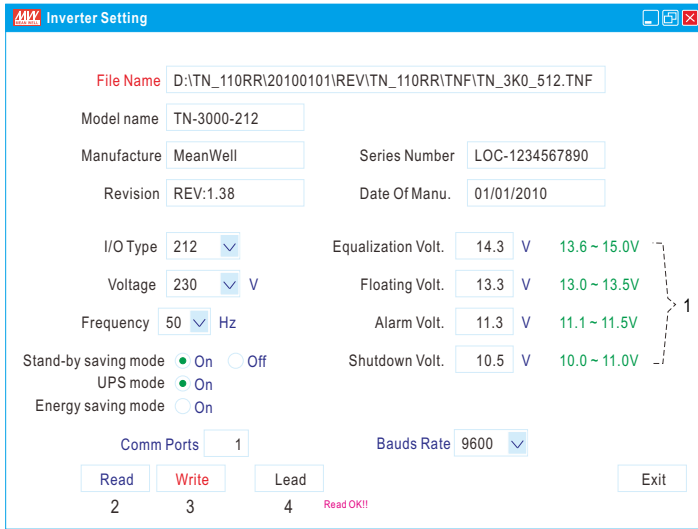 MW MEAN WELL Inverter Setting
File Name D:\TN_110RR\20100101\REV\TN_110RR\TNF\TN_3K0_512.TNF
Model name TN-3000-212
Manufacture MeanWell Series Number LOC-1234567890
Revision REV:1.38 Date Of Manu. 01/01/2010
I/O Type 212 Equalization Volt. 14.3 V 13.6 ~ 15.0V
Voltage 230 V Floating Volt. 13.3 V 13.0 ~ 13.5V
1
Frequency 50 Hz Alarm Volt. 11.3 V 11.1 ~ 11.5V
Stand-by saving mode On Off Shutdown Volt. 10.5 V 10.0 ~ 11.0V
UPS mode On
Energy saving mode On
Comm Ports 1 Bauds Rate 9600
Read Write Lead Exit
2 3 4 Read OK!!